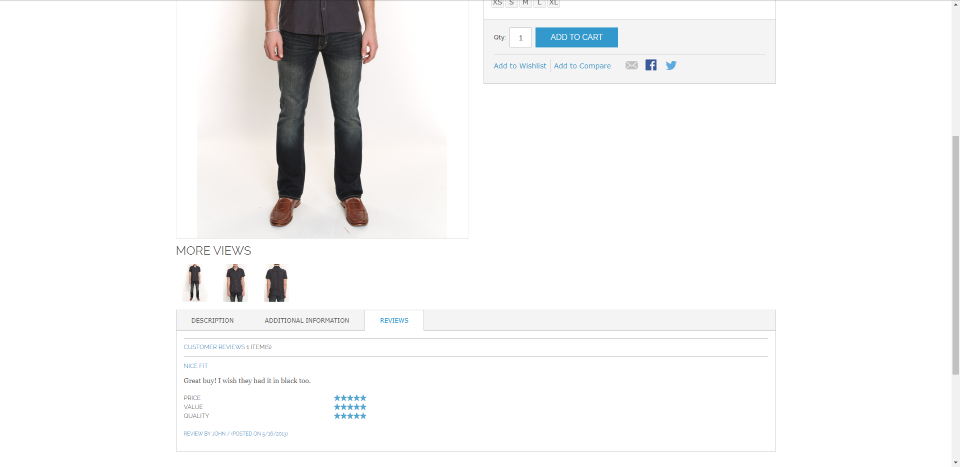 XS S M L XL
Qty: 1 ADD TO CART
Add to Wishlist Add to Compare
MORE VIEWS
DESCRIPTION ADDITIONAL INFORMATION REVIEWS
CUSTOMER REVIEWS 1 ITEM(S)
NICE FIT
Great buy! I wish they had it in black too.
PRICE
VALUE
QUALITY
REVIEW BY JOHN / (POSTED ON 5/16/2013)